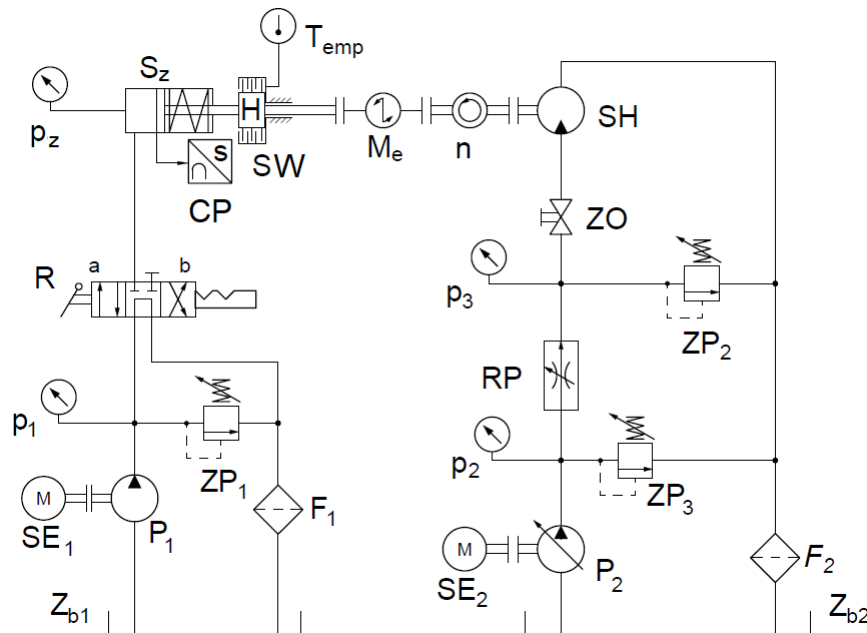 T_emp
S_z
H
p_z
S
SW
M_e
n
SH
CP
ZO
a
b
R
p_3
ZP_2
RP
p_1
ZP_1
p_2
ZP_3
M
SE_1
P_1
F_1
M
SE_2
P_2
F_2
Z_b1
Z_b2